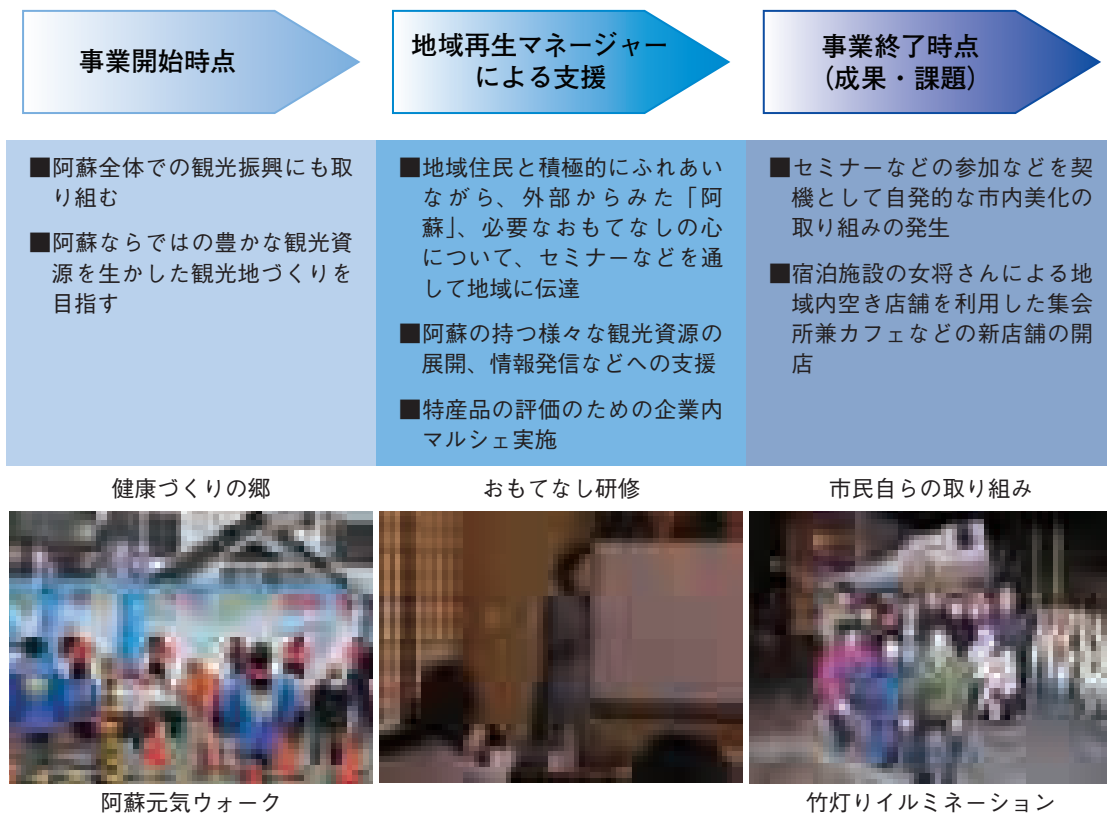 事業開始時点
地域再生マネージャー
による支援
事業終了時点
(成果・課題)
■阿蘇全体での観光振興にも取
り組む
■阿蘇ならではの豊かな観光資
源を生かした観光地づくりを
目指す
■地域住民と積極的にふれあい
ながら、外部からみた「阿
蘇」、必要なおもてなしの心
について、セミナーなどを通
して地域に伝達
■阿蘇の持つ様々な観光資源の
展開、情報発信などへの支援
■特産品の評価のための企業内
マルシェ実施
■セミナーなどの参加などを契
機として自発的な市内美化の
取り組みの発生
■宿泊施設の女将さんによる地
域内空き店舗を利用した集会
所兼カフェなどの新店舗の開
店
健康づくりの郷
おもてなし研修
市民自らの取り組み
阿蘇元気ウォーク
竹灯りイルミネーション